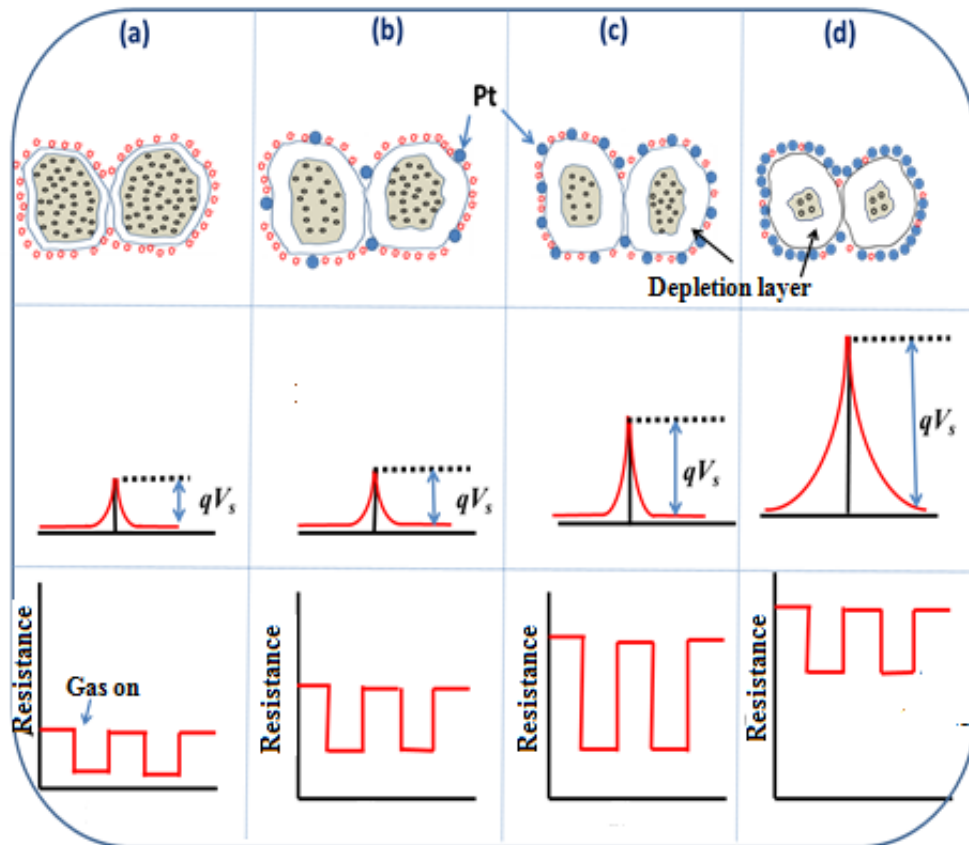 (a)
(b)
(c)
(d)
Pt
Depletion layer
qVs
qVs
qVs
qVs
Resistance
Gas on
Resistance
Resistance
Resistance